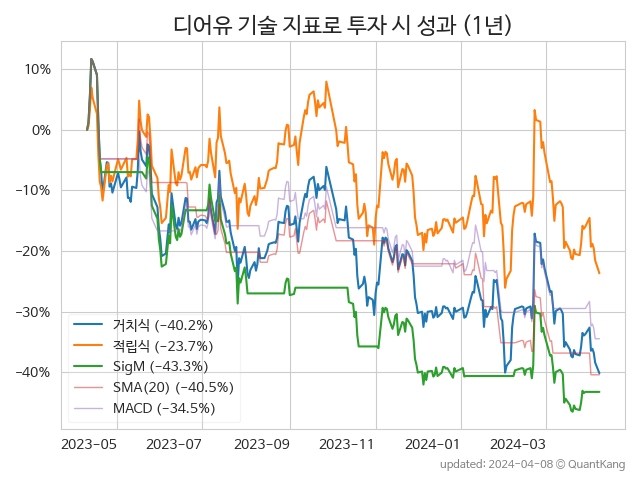 디어유 기술 지표로 투자 시 성과 (1년)
10%
0%
−10%
−20%
−30%
−40%
거치식 (−40.2%)
적립식 (−23.7%)
SigM (−43.3%)
SMA(20) (−40.5%)
MACD (−34.5%)
2023-05 2023-07 2023-09 2023-11 2024-01 2024-03
updated: 2024-04-08 © QuantKang